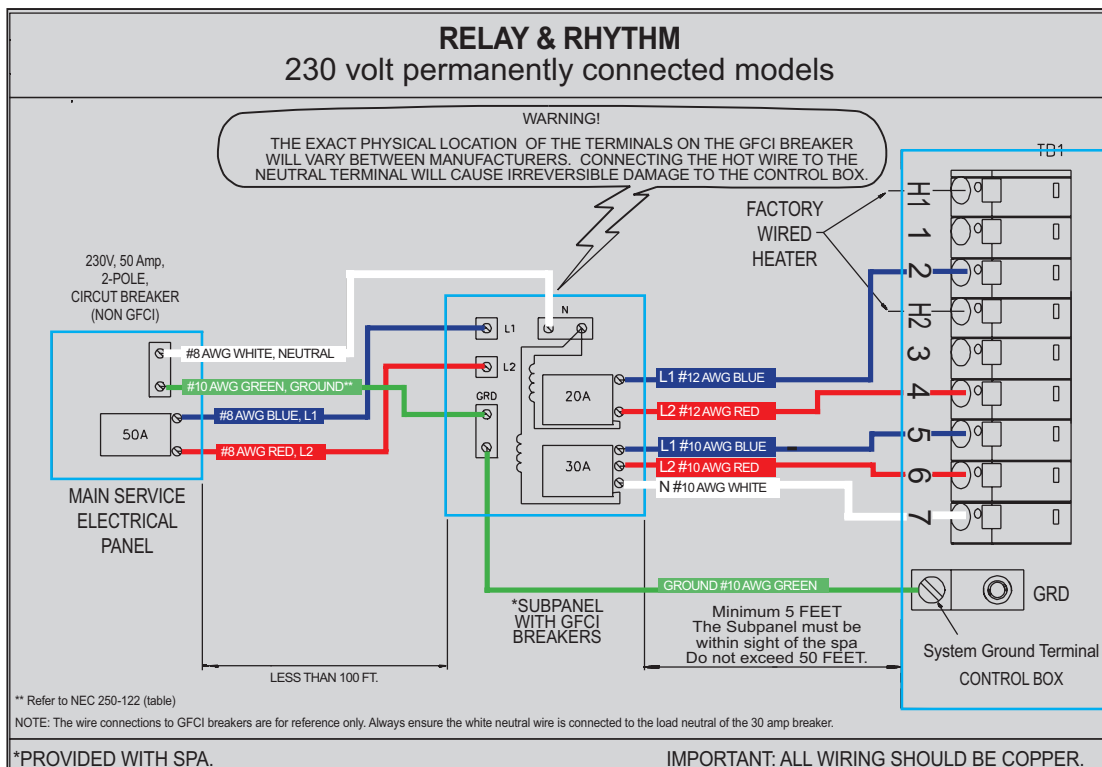 RELAY & RHYTHM
230 volt permanently connected models
WARNING!
THE EXACT PHYSICAL LOCATION OF THE TERMINALS ON THE GFCI BREAKER
WILL VARY BETWEEN MANUFACTURERS. CONNECTING THE HOT WIRE TO THE
NEUTRAL TERMINAL WILL CAUSE IRREVERSIBLE DAMAGE TO THE CONTROL BOX.
TB1
H1
1
2
H2
3
4
5
6
7
FACTORY
WIRED
HEATER
230V, 50 Amp,
2-POLE,
CIRCUT BREAKER
(NON GFCI)
#8 AWG WHITE, NEUTRAL
#10 AWG GREEN, GROUND**
#8 AWG BLUE, L1
#8 AWG RED, L2
50A
MAIN SERVICE
ELECTRICAL
PANEL
L1
N
L2
GRD
20A
30A
L1 #12 AWG BLUE
L2 #12 AWG RED
L1 #10 AWG BLUE
L2 #10 AWG RED
N #10 AWG WHITE
GROUND #10 AWG GREEN
*SUBPANEL
WITH GFCI
BREAKERS
Minimum 5 FEET
The Subpanel must be
within sight of the spa
Do not exceed 50 FEET.
GRD
System Ground Terminal
CONTROL BOX
LESS THAN 100 FT.
** Refer to NEC 250-122 (table)
NOTE: The wire connections to GFCI breakers are for reference only. Always ensure the white neutral wire is connected to the load neutral of the 30 amp breaker.
*PROVIDED WITH SPA.
IMPORTANT: ALL WIRING SHOULD BE COPPER.